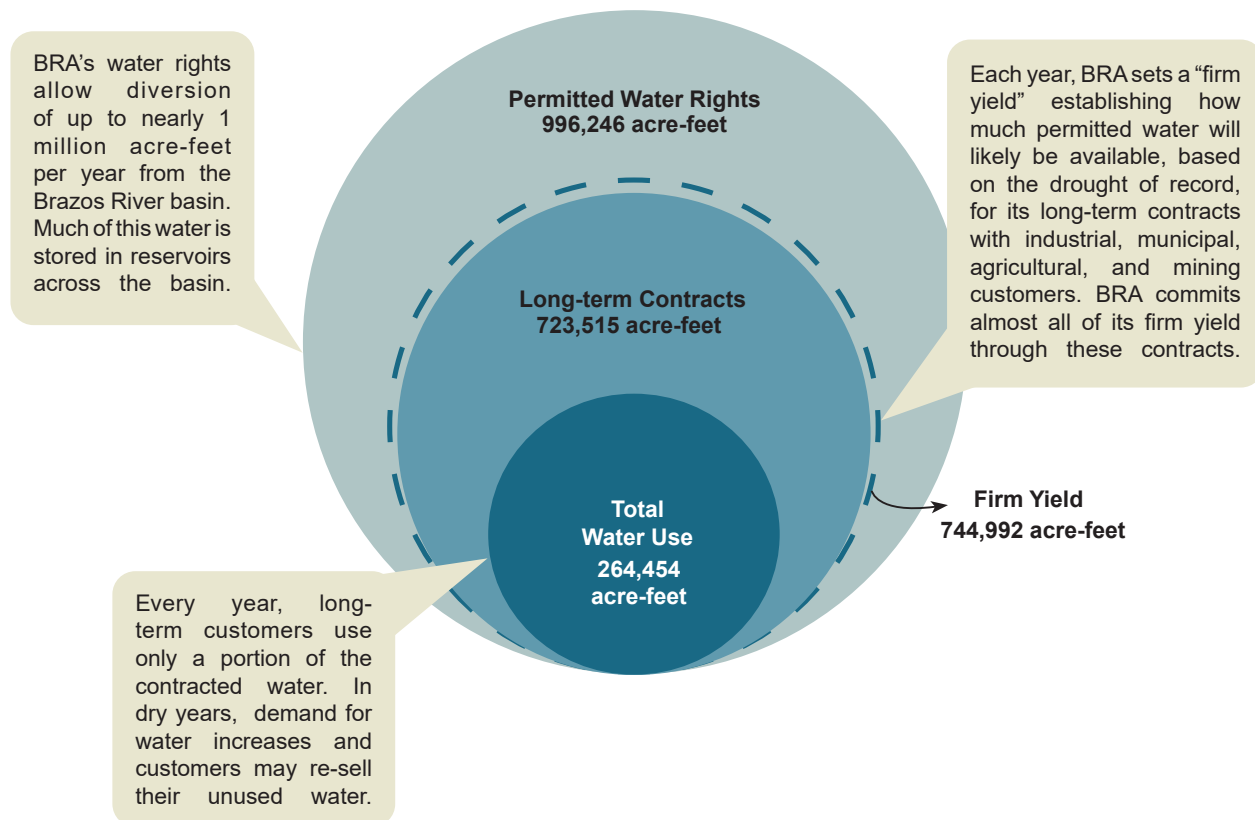 BRA’s water rights
allow diversion
of up to nearly 1
million acre-feet
per year from the
Brazos River basin.
Much of this water is
stored in reservoirs
across the basin.
Permitted Water Rights
996,246 acre-feet
Each year, BRA sets a “firm
yield” establishing how
much permitted water will
likely be available, based
on the drought of record,
for its long-term contracts
with industrial, municipal,
agricultural, and mining
customers. BRA commits
almost all of its firm yield
through these contracts.
Long-term Contracts
723,515 acre-feet
Firm Yield
744,992 acre-feet
Total
Water Use
264,454
acre-feet
Every year, long-
term customers use
only a portion of the
contracted water. In
dry years, demand for
water increases and
customers may re-sell
their unused water.